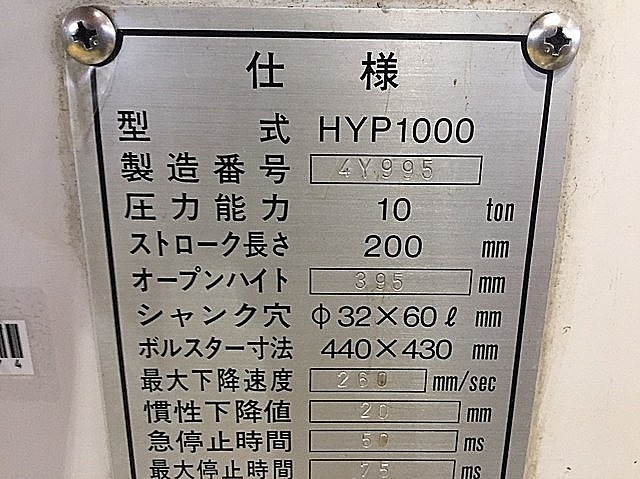 仕様
型式 HYP1000
製造番号 4Y995
圧力能力 10 ton
ストローク長さ 200 mm
オープンハイト 395 mm
シャンク穴 φ32×60ℓ mm
ボルスター寸法 440×430 mm
最大下降速度 260 mm/sec
慣性下降値 20 mm
急停止時間 50 ms
最大停止時間 75 ms